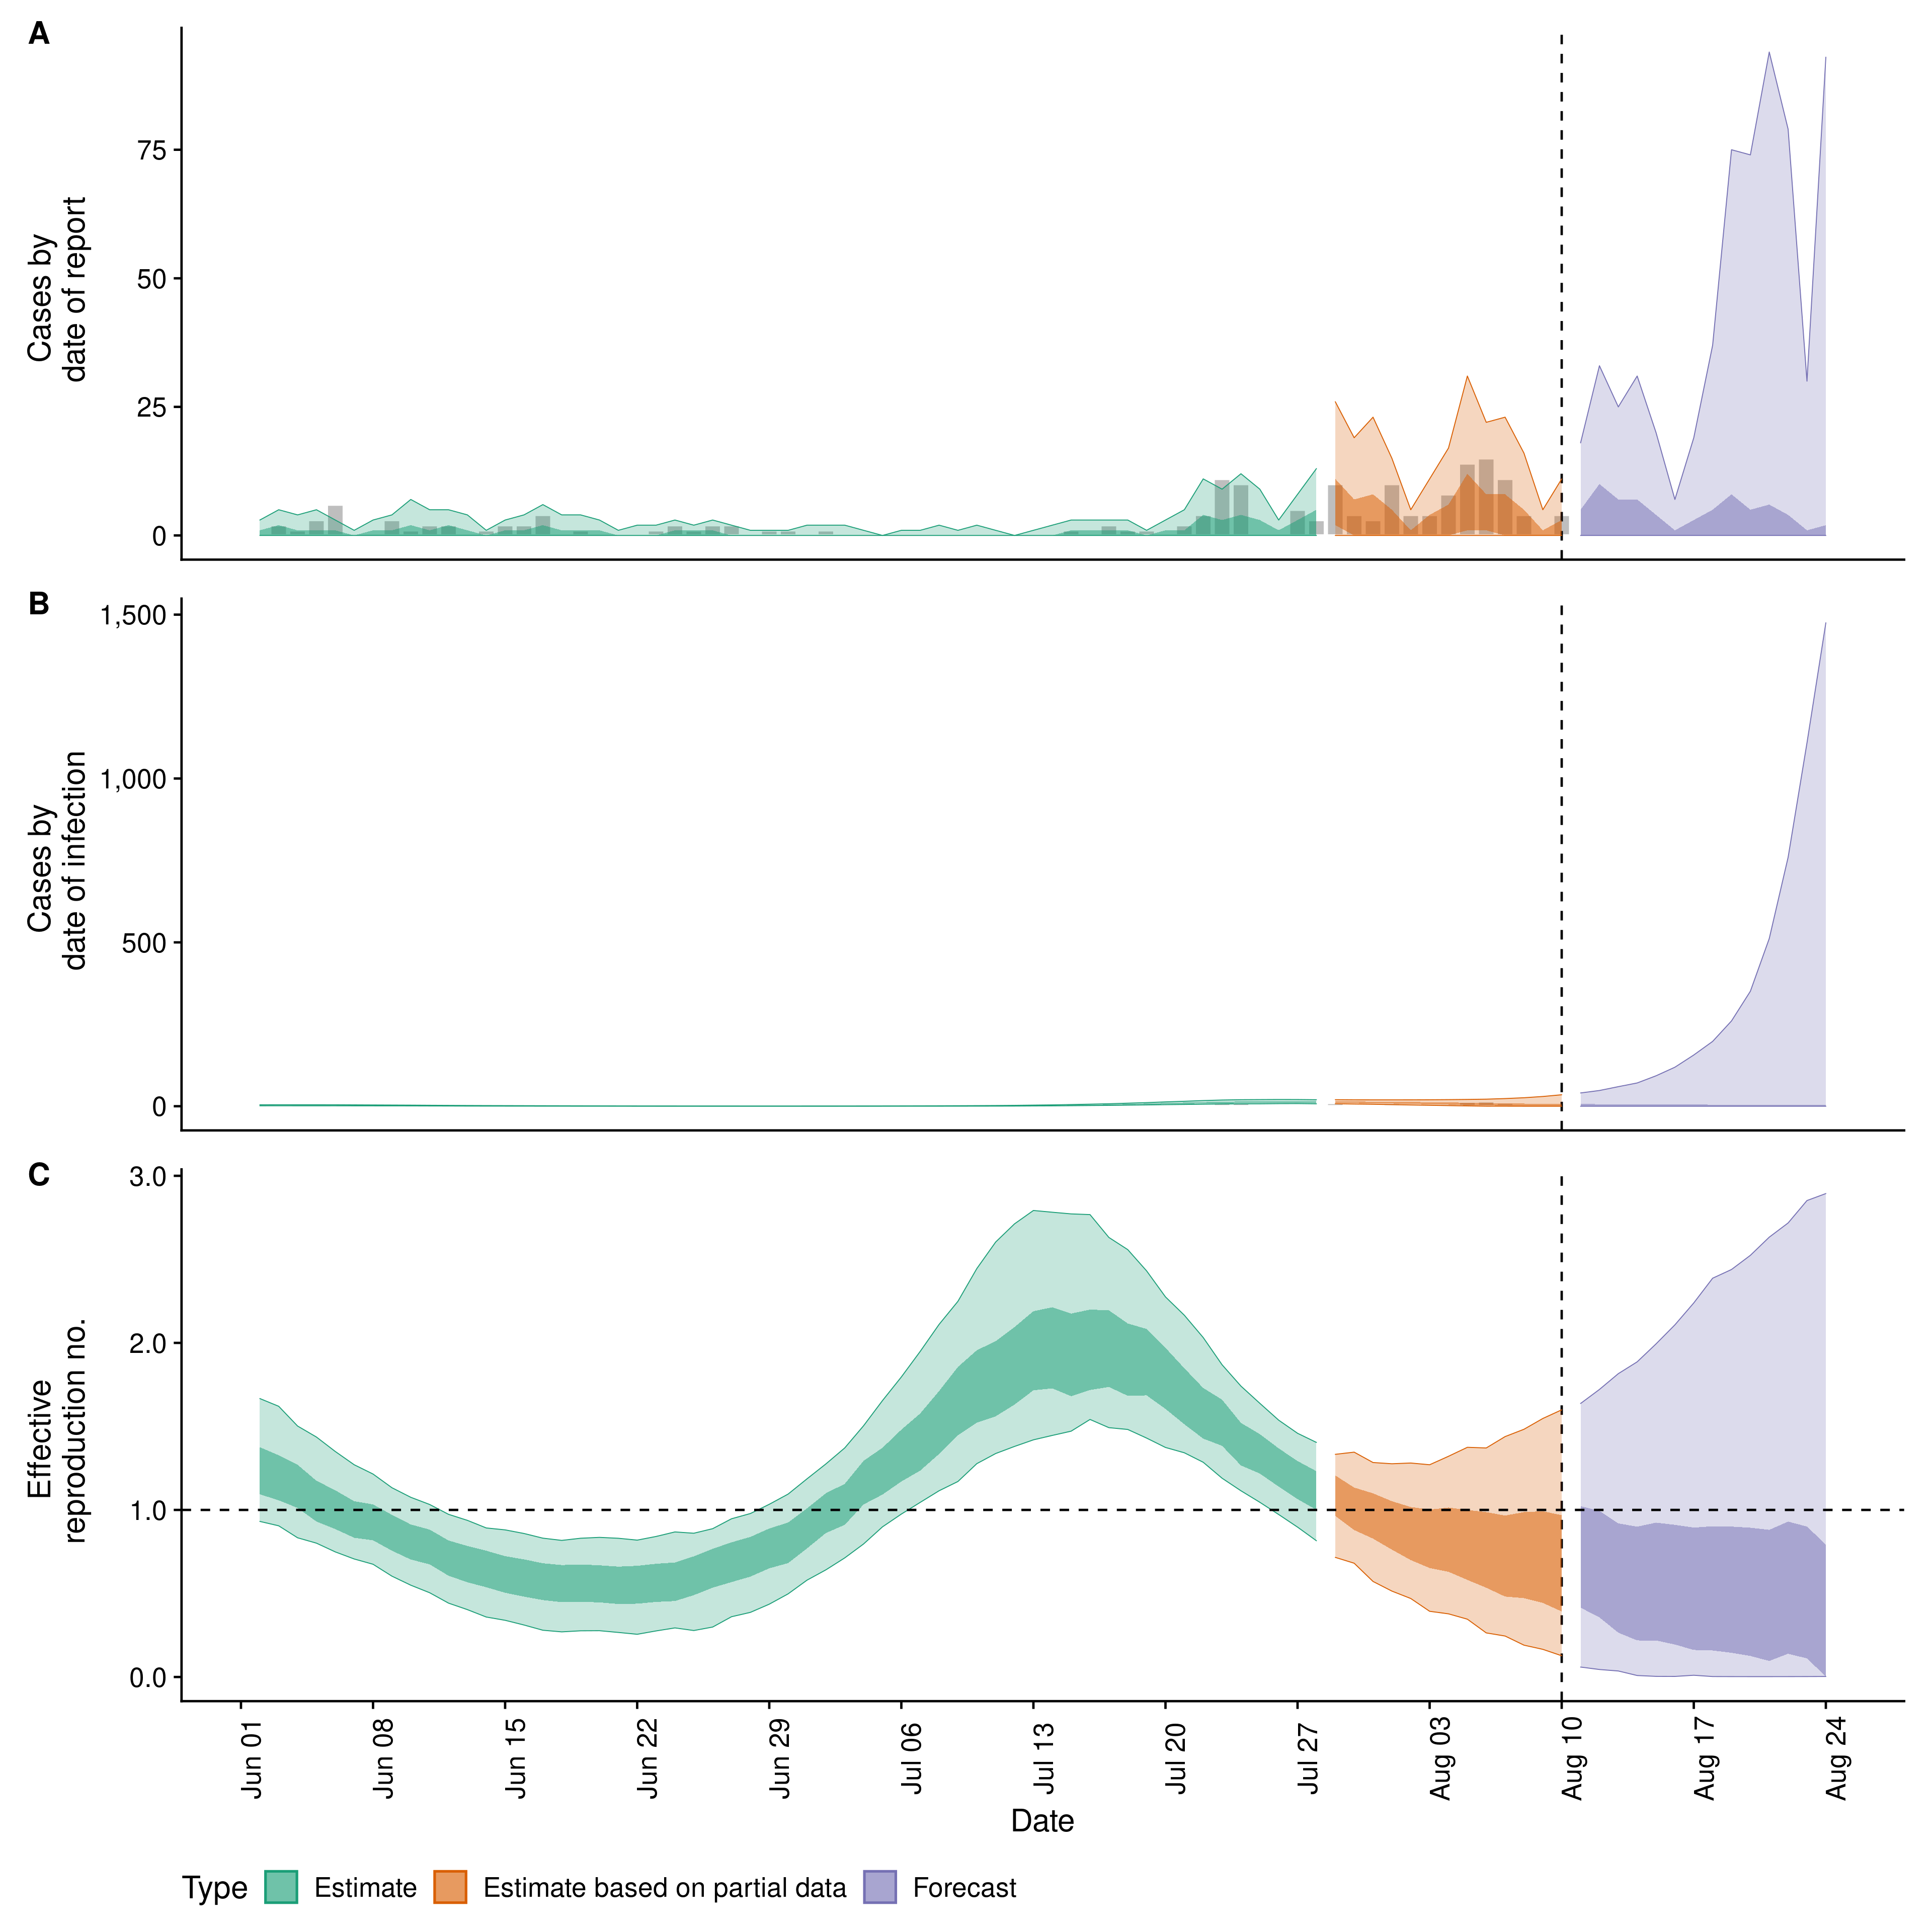 A
Cases by
date of report
75
50
25
0
B
Cases by
date of infection
1,500
1,000
500
0
C
Effective
reproduction no.
3.0
2.0
1.0
0.0
Jun 01
Jun 08
Jun 15
Jun 22
Jun 29
Jul 06
Jul 13
Jul 20
Jul 27
Aug 03
Aug 10
Aug 17
Aug 24
Date
Type Estimate Estimate based on partial data Forecast